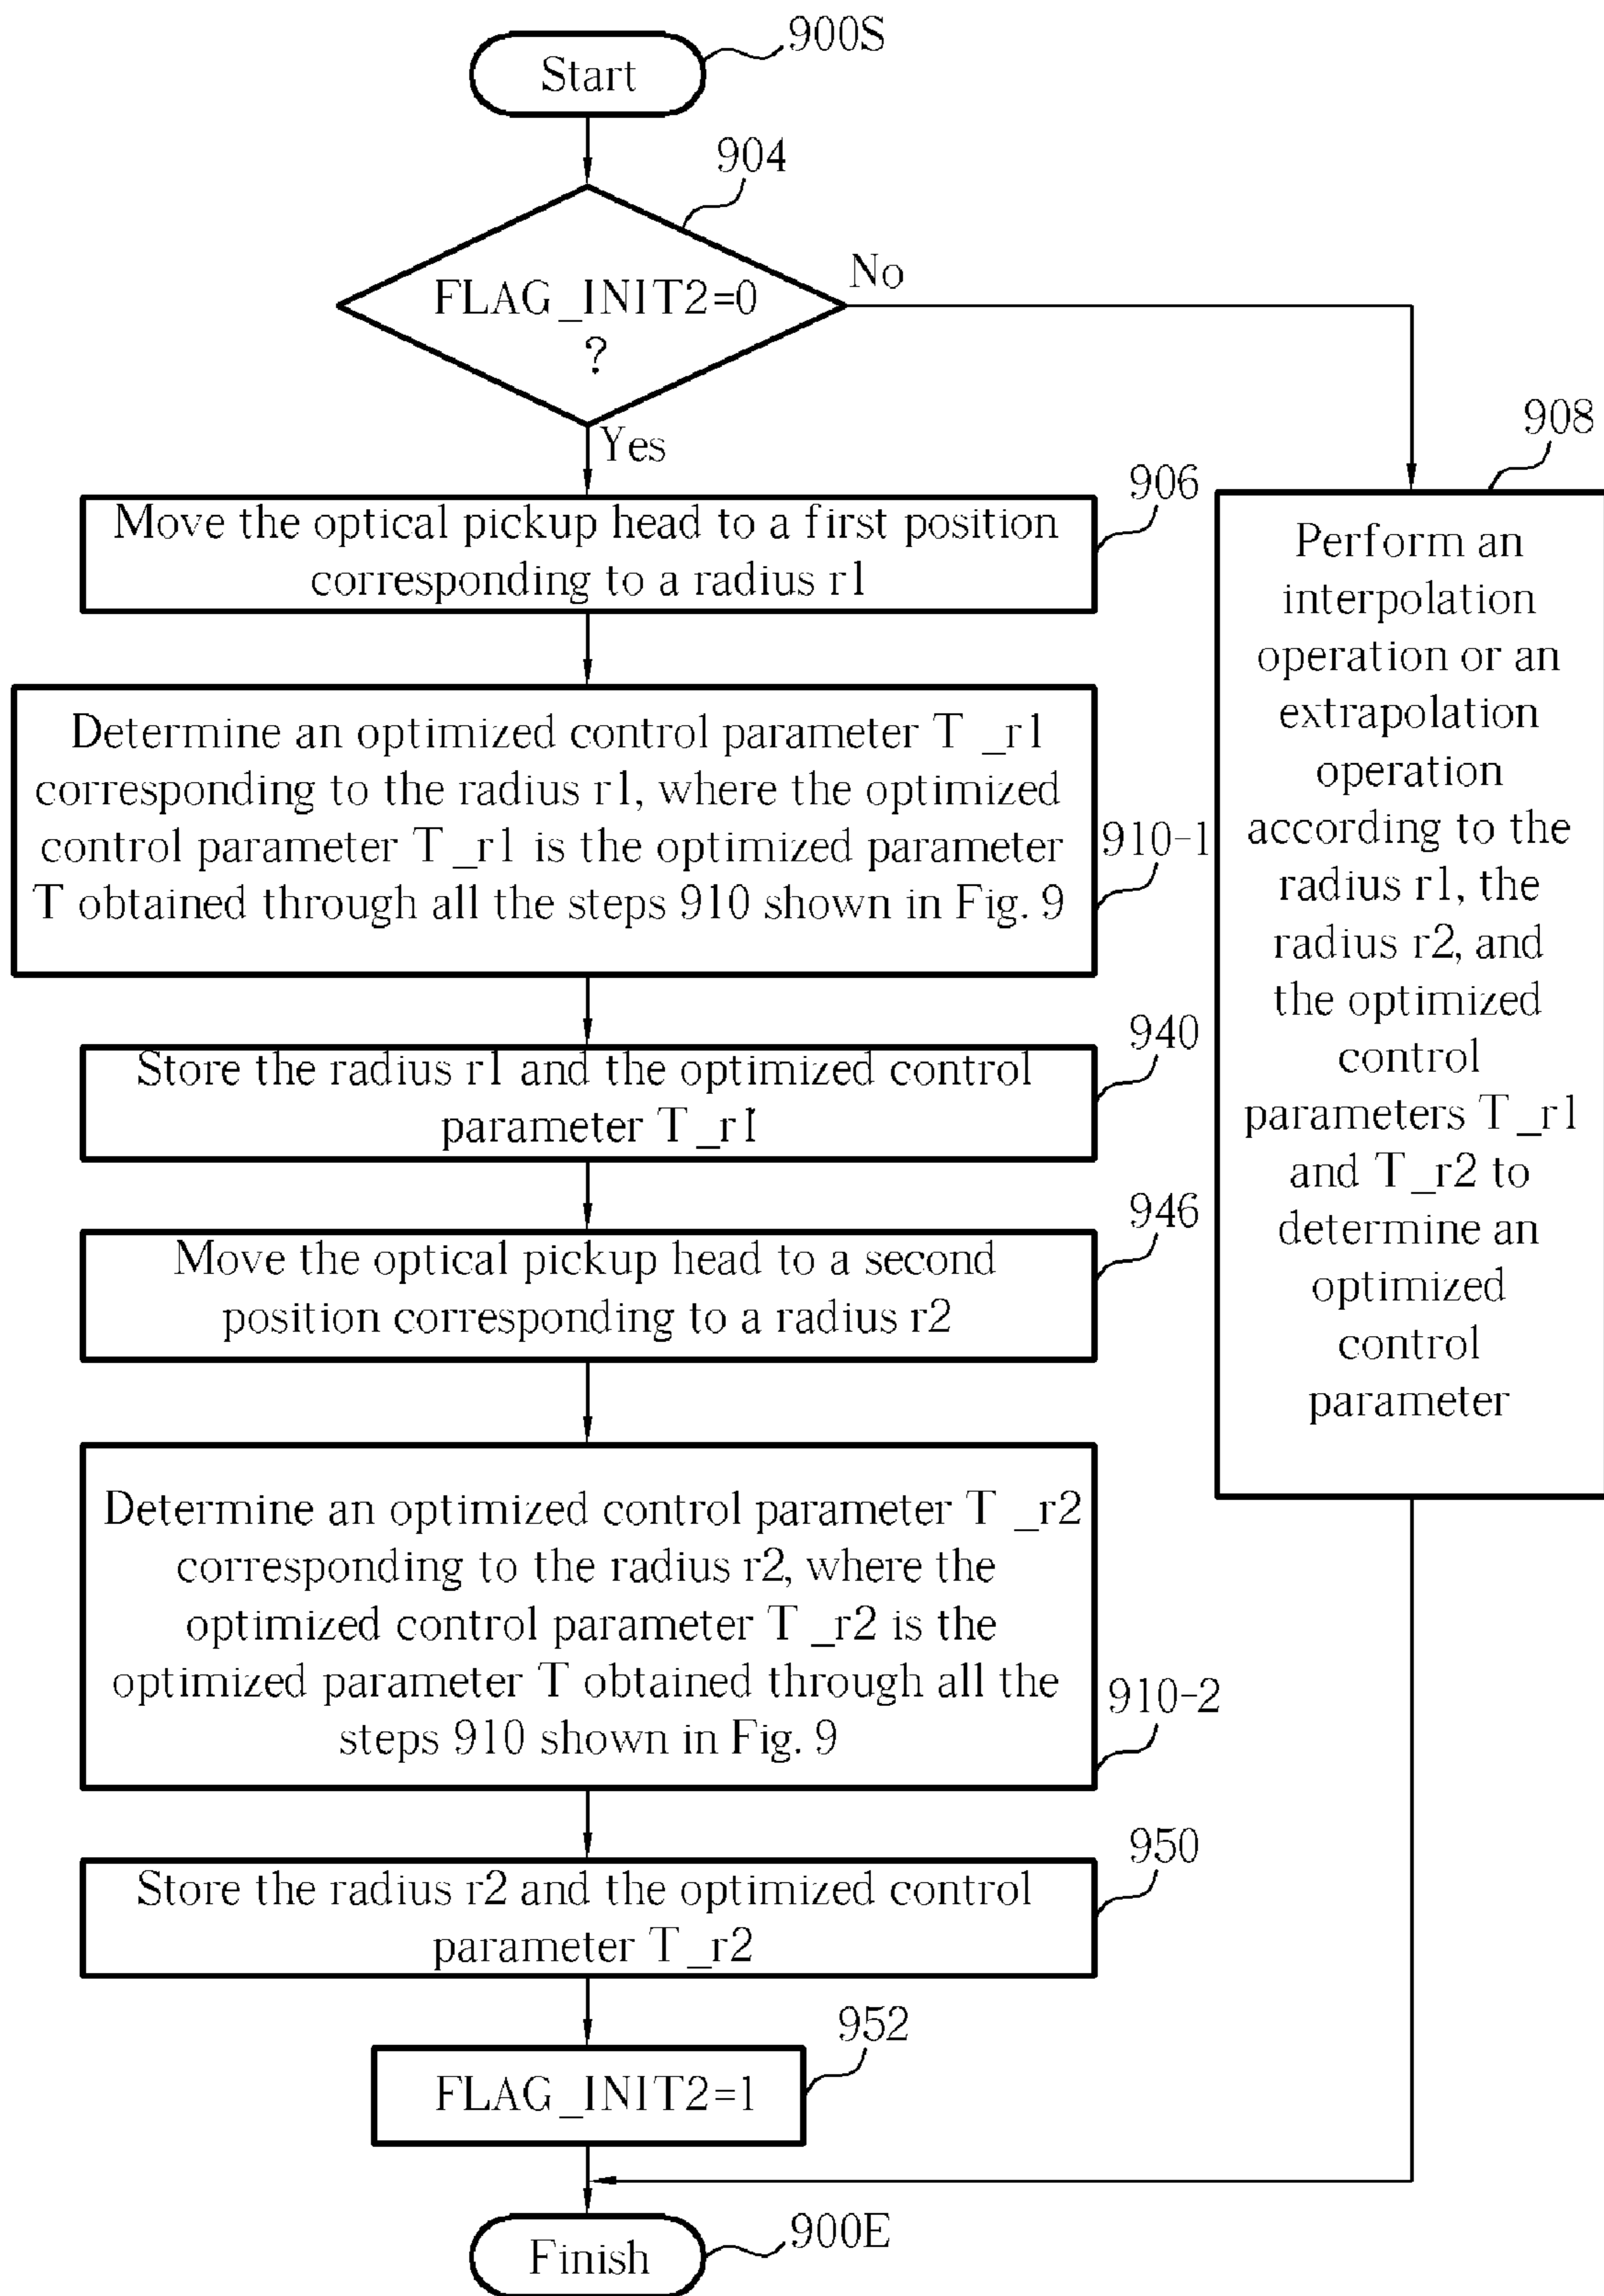 Start
900S
904
FLAG_INIT2=0
?
No
Yes
906
Move the optical pickup head to a first position
corresponding to a radius r1
908
Perform an
interpolation
operation or an
extrapolation
operation
according to the
radius r1, the
radius r2, and
the optimized
control
parameters T_r1
and T_r2 to
determine an
optimized
control
parameter
Determine an optimized control parameter T_r1
corresponding to the radius r1, where the optimized
control parameter T_r1 is the optimized parameter
T obtained through all the steps 910 shown in Fig. 9
910-1
940
Store the radius r1 and the optimized control
parameter T_r1
946
Move the optical pickup head to a second
position corresponding to a radius r2
Determine an optimized control parameter T_r2
corresponding to the radius r2, where the
optimized control parameter T_r2 is the
optimized parameter T obtained through all the
steps 910 shown in Fig. 9
910-2
950
Store the radius r2 and the optimized control
parameter T_r2
952
FLAG_INIT2=1
Finish
900E